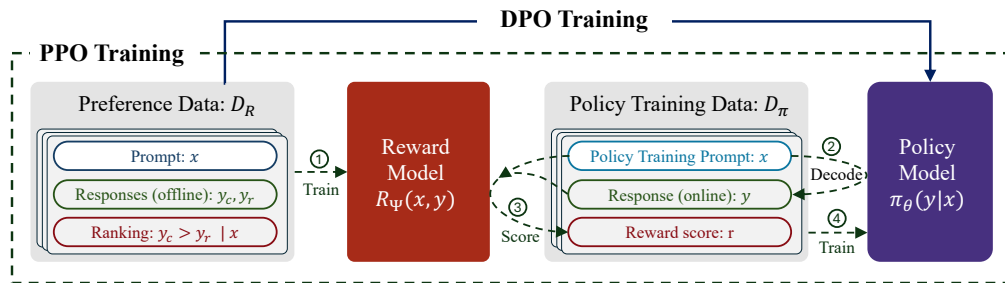 DPO Training
PPO Training
Preference Data: D_R
Prompt: x
Responses (offline): y_c, y_r
Ranking: y_c > y_r | x
①
Train
Reward
Model
R_Ψ(x, y)
③
Score
Policy Training Data: D_π
Policy Training Prompt: x
Response (online): y
Reward score: r
②
Decode
④
Train
Policy
Model
π_θ(y|x)